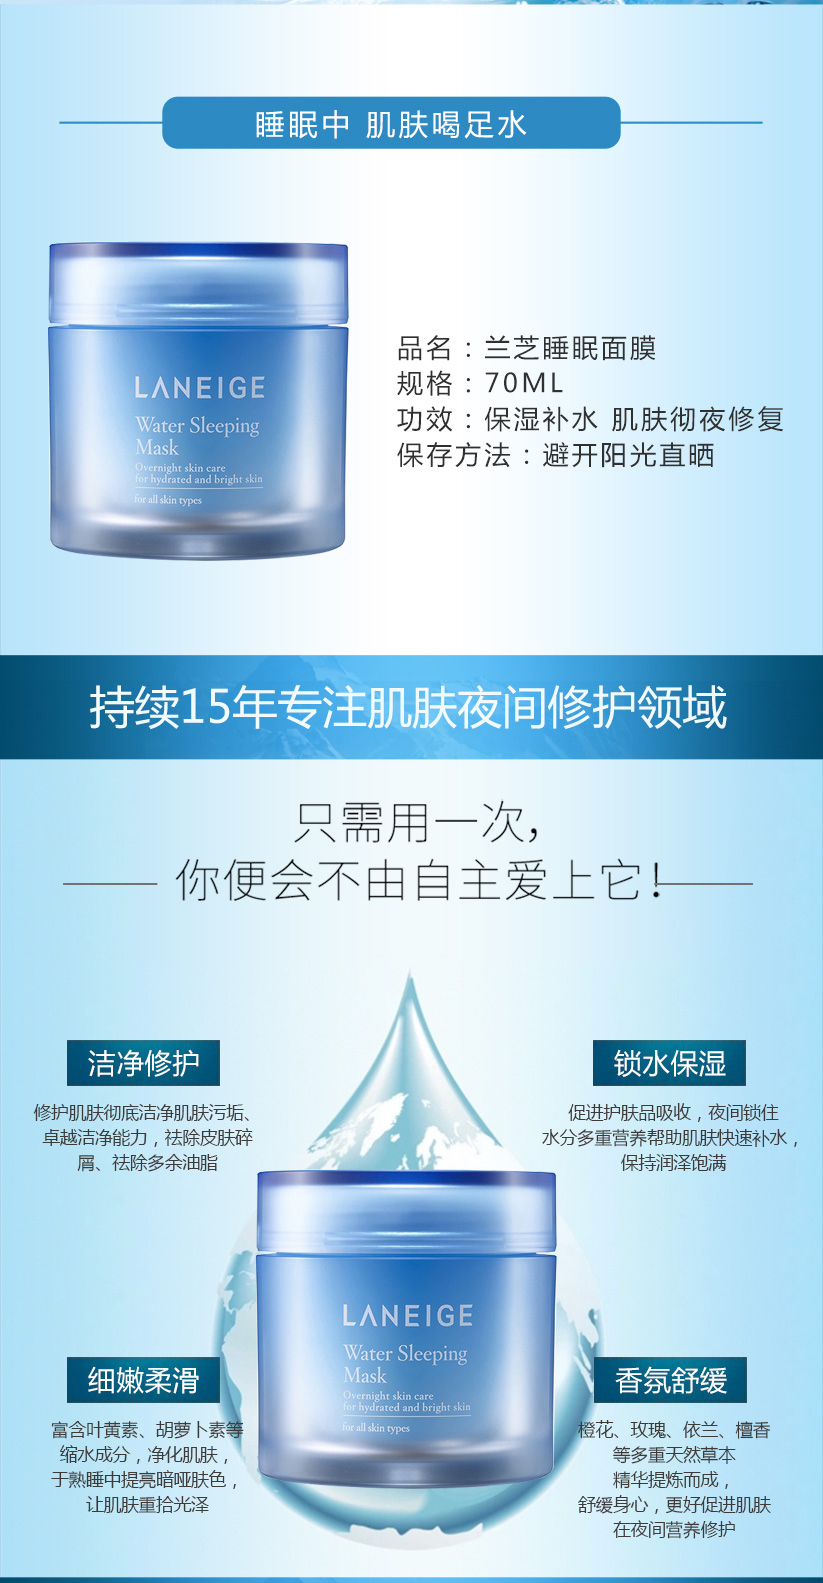 睡眠中 肌肤喝足水
LANEIGE
Water Sleeping
Mask
Overnight skin care
for hydrated and bright skin
for all skin types
品名：兰芝睡眠面膜
规格：70ML
功效：保湿补水 肌肤彻夜修复
保存方法：避开阳光直晒
持续15年专注肌肤夜间修护领域
只需用一次，
你便会不由自主爱上它！
洁净修护
修护肌肤彻底洁净肌肤污垢、
卓越洁净能力，祛除皮肤碎
屑、祛除多余油脂
锁水保湿
促进护肤品吸收，夜间锁住
水分多重营养帮助肌肤快速补水，
保持润泽饱满
LANEIGE
Water Sleeping
Mask
Overnight skin care
for hydrated and bright skin
for all skin types
细嫩柔滑
富含叶黄素、胡萝卜素等
缩水成分，净化肌肤，
于熟睡中提亮暗哑肤色，
让肌肤重拾光泽
香氛舒缓
橙花、玫瑰、依兰、檀香
等多重天然草本
精华提炼而成，
舒缓身心，更好促进肌肤
在夜间营养修护